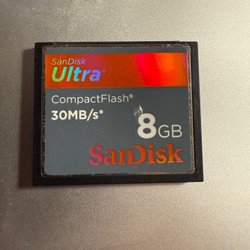 SanDisk
Ultra
CompactFlash®
30MB/s*
8GB
SanDisk